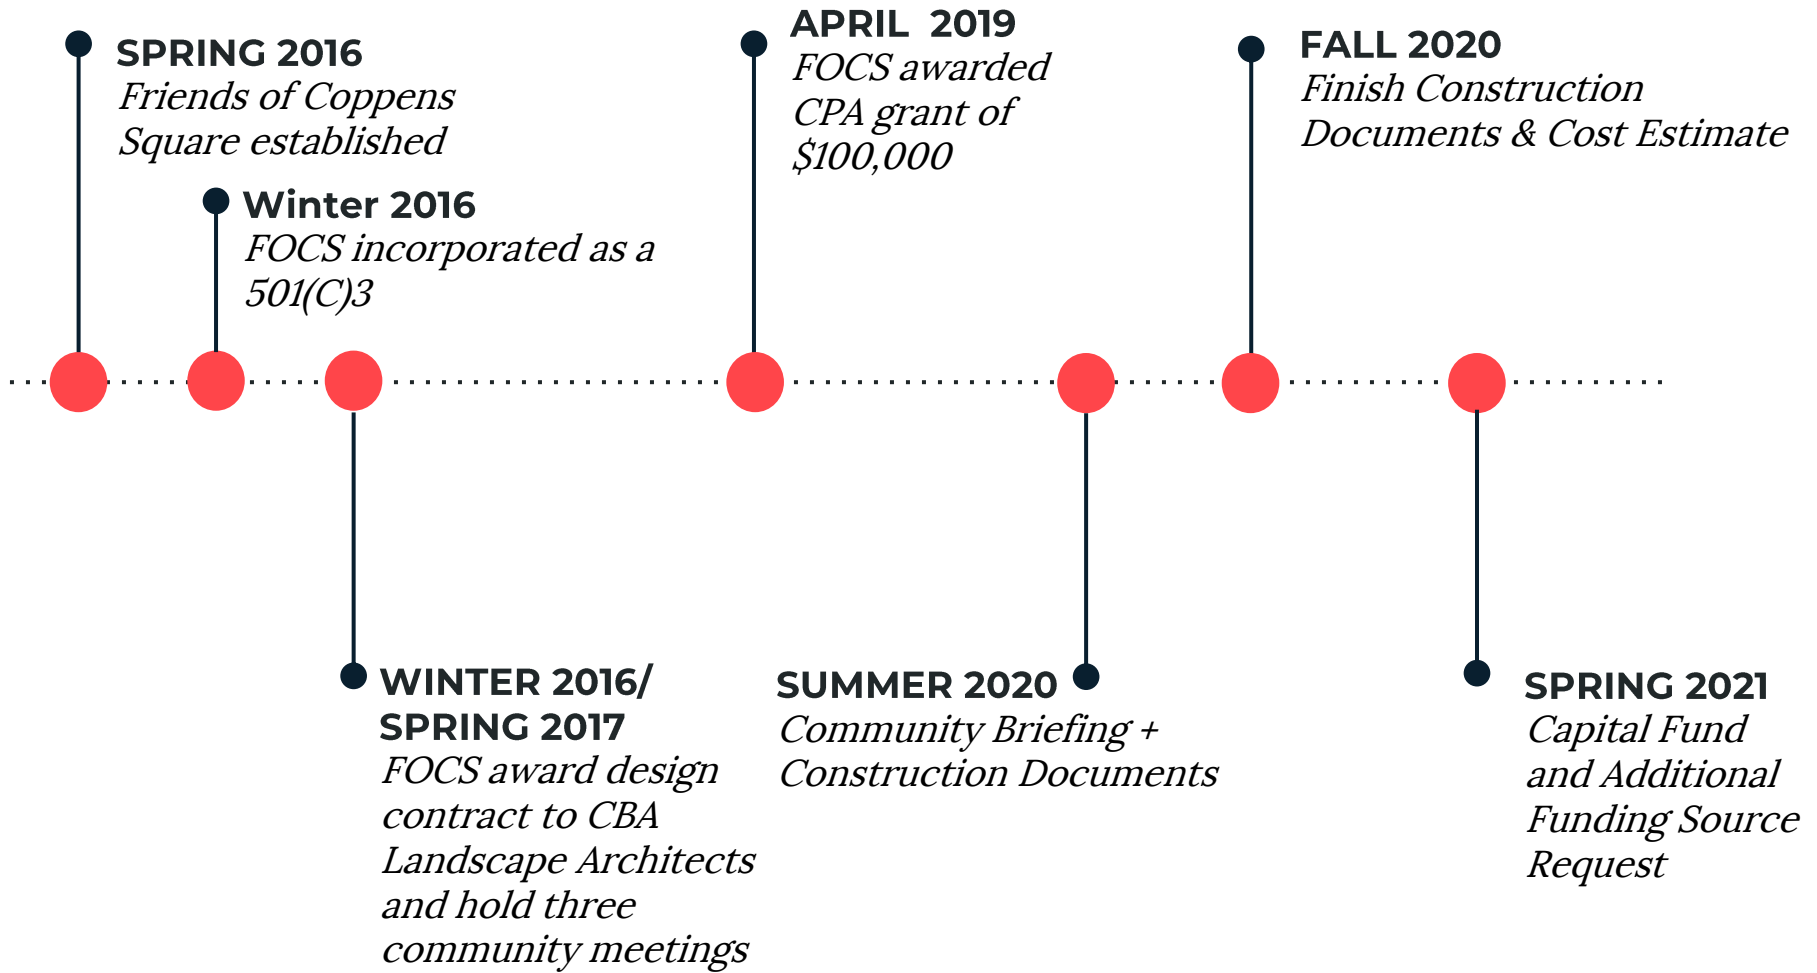 SPRING 2016
Friends of Coppens
Square established
Winter 2016
FOCS incorporated as a
501(C)3
WINTER 2016/
SPRING 2017
FOCS award design
contract to CBA
Landscape Architects
and hold three
community meetings
APRIL 2019
FOCS awarded
CPA grant of
$100,000
SUMMER 2020
Community Briefing +
Construction Documents
FALL 2020
Finish Construction
Documents & Cost Estimate
SPRING 2021
Capital Fund
and Additional
Funding Source
Request